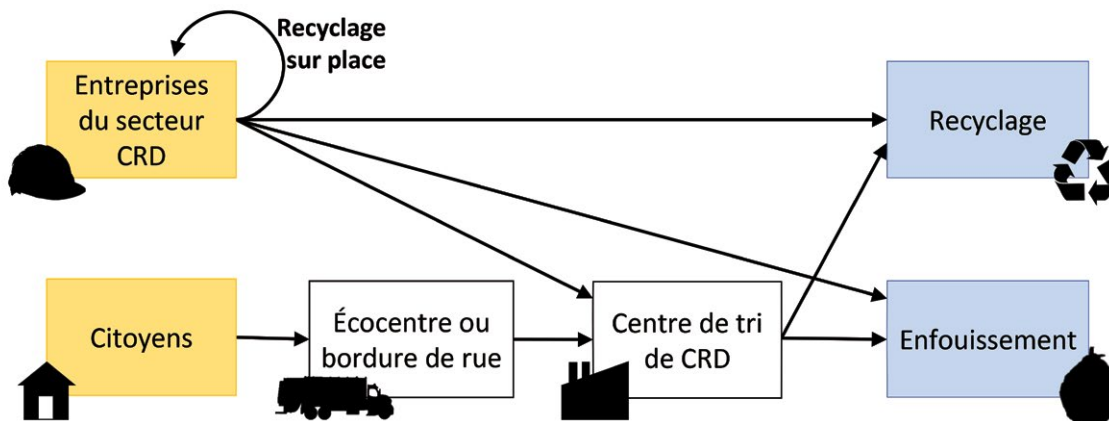 Recyclage
sur place
Entreprises
du secteur
CRD
Recyclage
Citoyens
Écocentre ou
bordure de rue
Centre de tri
de CRD
Enfouissement